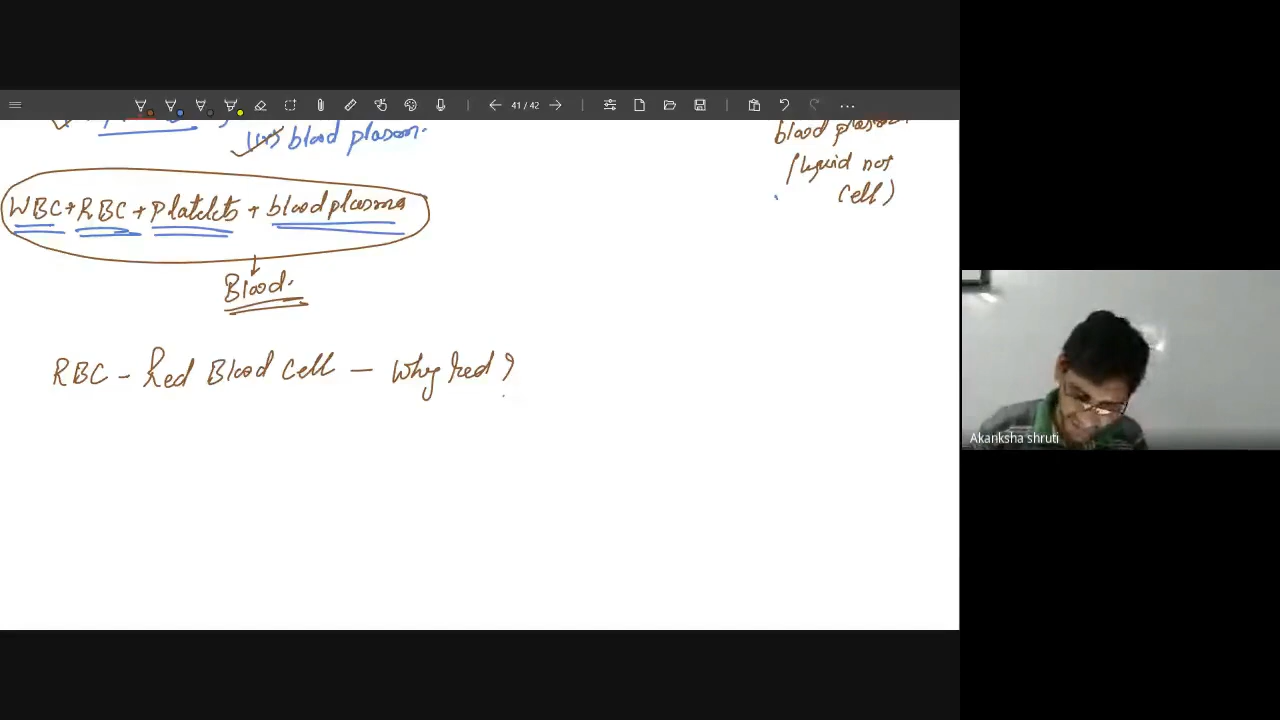 41 / 42
blood plasm.
blood plasma
(liquid not
cell)
WBC + RBC + Platelets + blood plasma
Blood.
RBC - Red Blood Cell - Why red?
Akanksha shruti